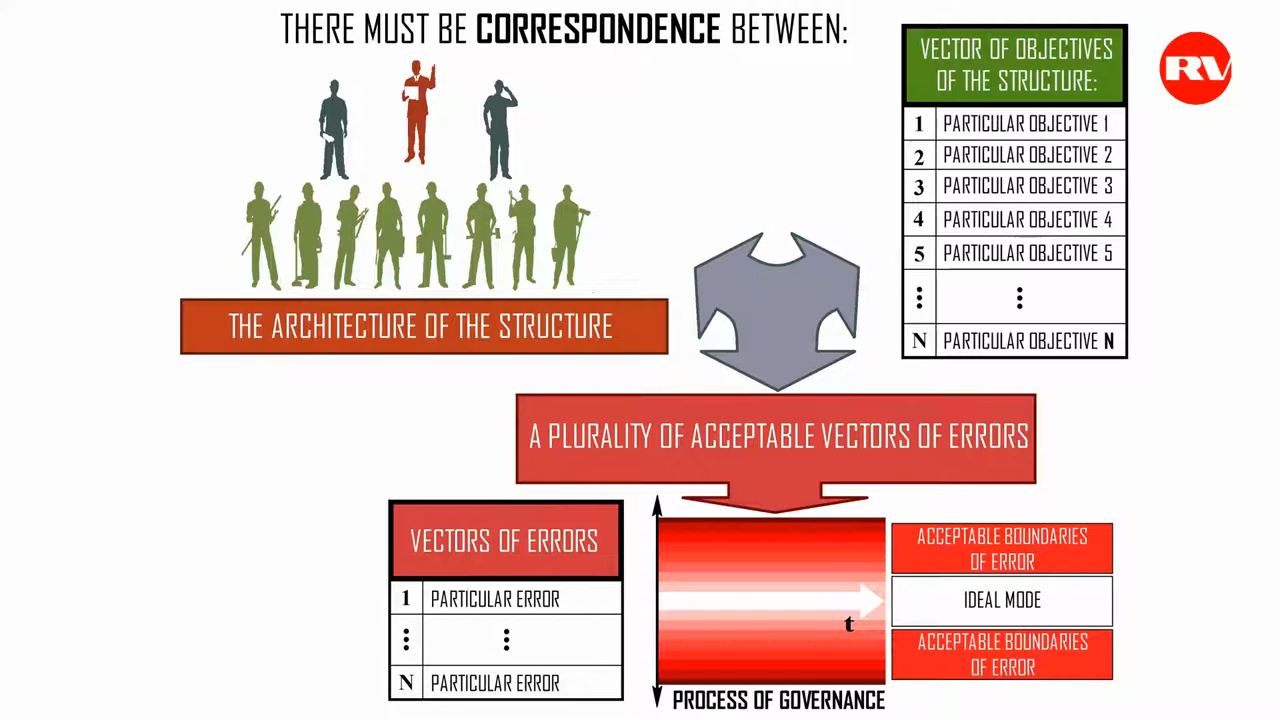 THERE MUST BE CORRESPONDENCE BETWEEN:
RV
VECTOR OF OBJECTIVES
OF THE STRUCTURE:
1 PARTICULAR OBJECTIVE 1
2 PARTICULAR OBJECTIVE 2
3 PARTICULAR OBJECTIVE 3
4 PARTICULAR OBJECTIVE 4
5 PARTICULAR OBJECTIVE 5
⋮ ⋮
N PARTICULAR OBJECTIVE N
THE ARCHITECTURE OF THE STRUCTURE
A PLURALITY OF ACCEPTABLE VECTORS OF ERRORS
VECTORS OF ERRORS
1 PARTICULAR ERROR
⋮ ⋮
N PARTICULAR ERROR
t
PROCESS OF GOVERNANCE
ACCEPTABLE BOUNDARIES
OF ERROR
IDEAL MODE
ACCEPTABLE BOUNDARIES
OF ERROR